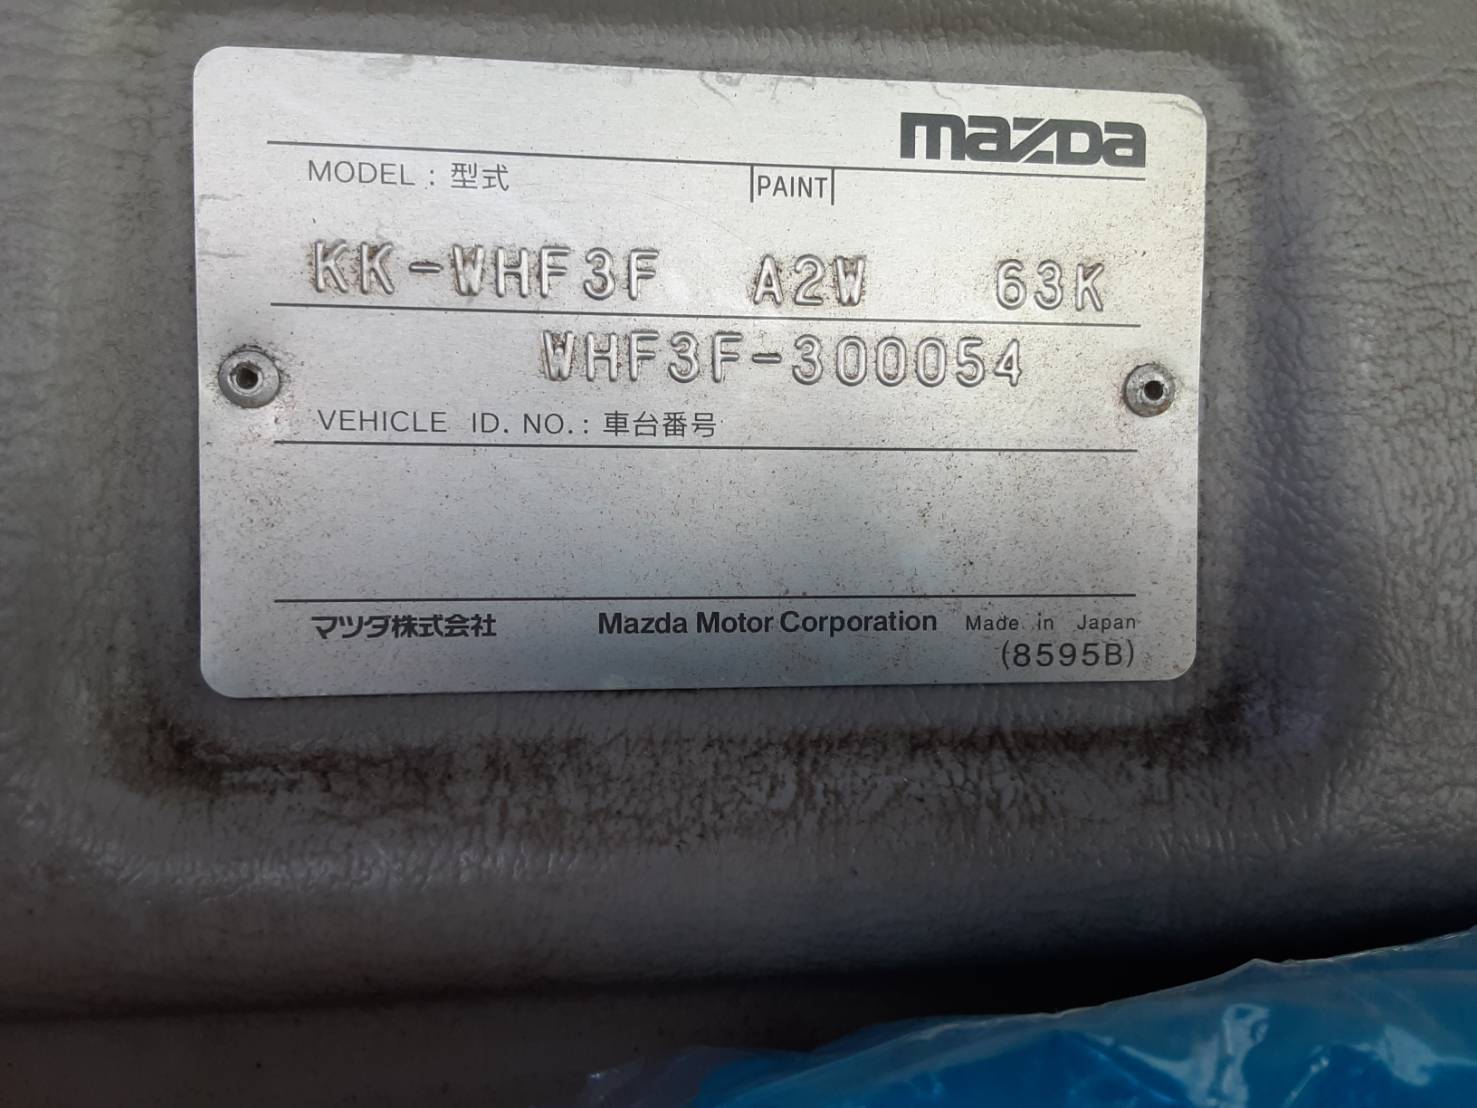 mazda
MODEL : 型式 PAINT
KK-WHF3F A2W 63K
WHF3F-300054
VEHICLE ID. NO. : 車台番号
マツダ株式会社 Mazda Motor Corporation Made in Japan
(8595B)